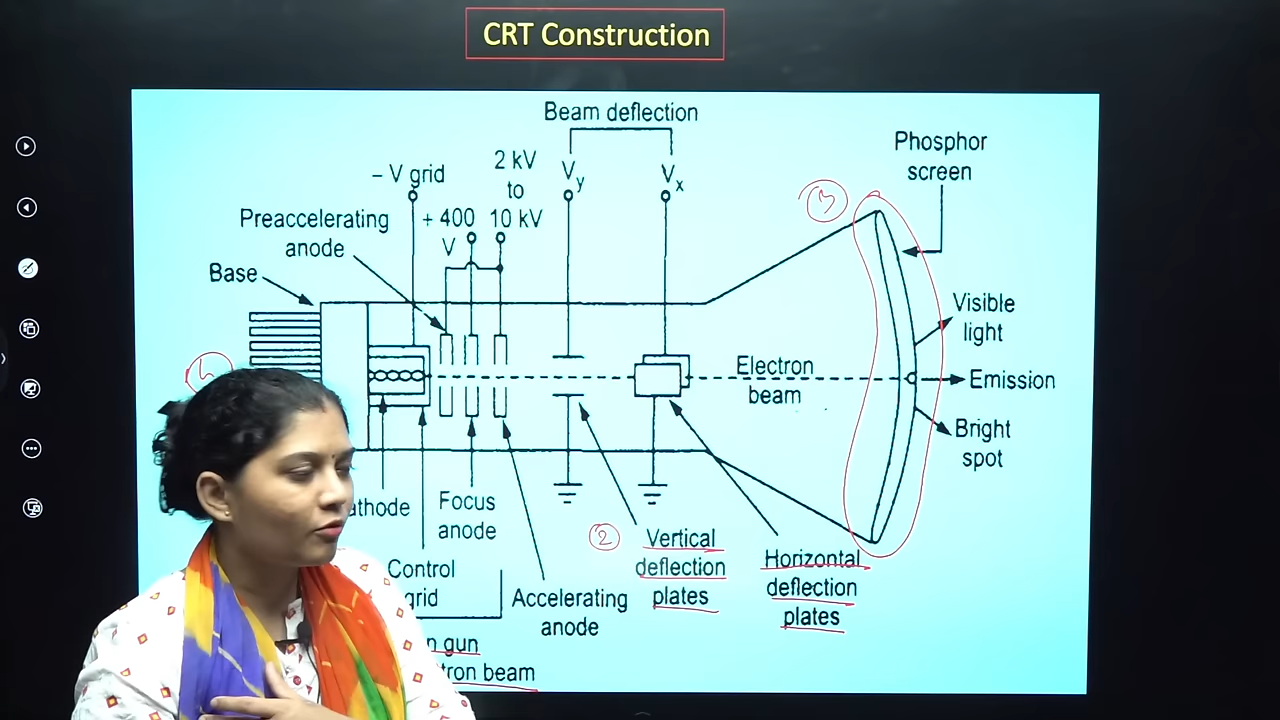 CRT Construction
Beam deflection
Phosphor
screen
2 kV
to
10 kV
Vy
Vx
– V grid
+ 400
V
Preaccelerating
anode
Base
3
Visible
light
Electron
beam
Emission
Bright
spot
Focus
anode
Control
grid
2
Vertical
deflection
plates
Horizontal
deflection
plates
Accelerating
anode
gun
beam